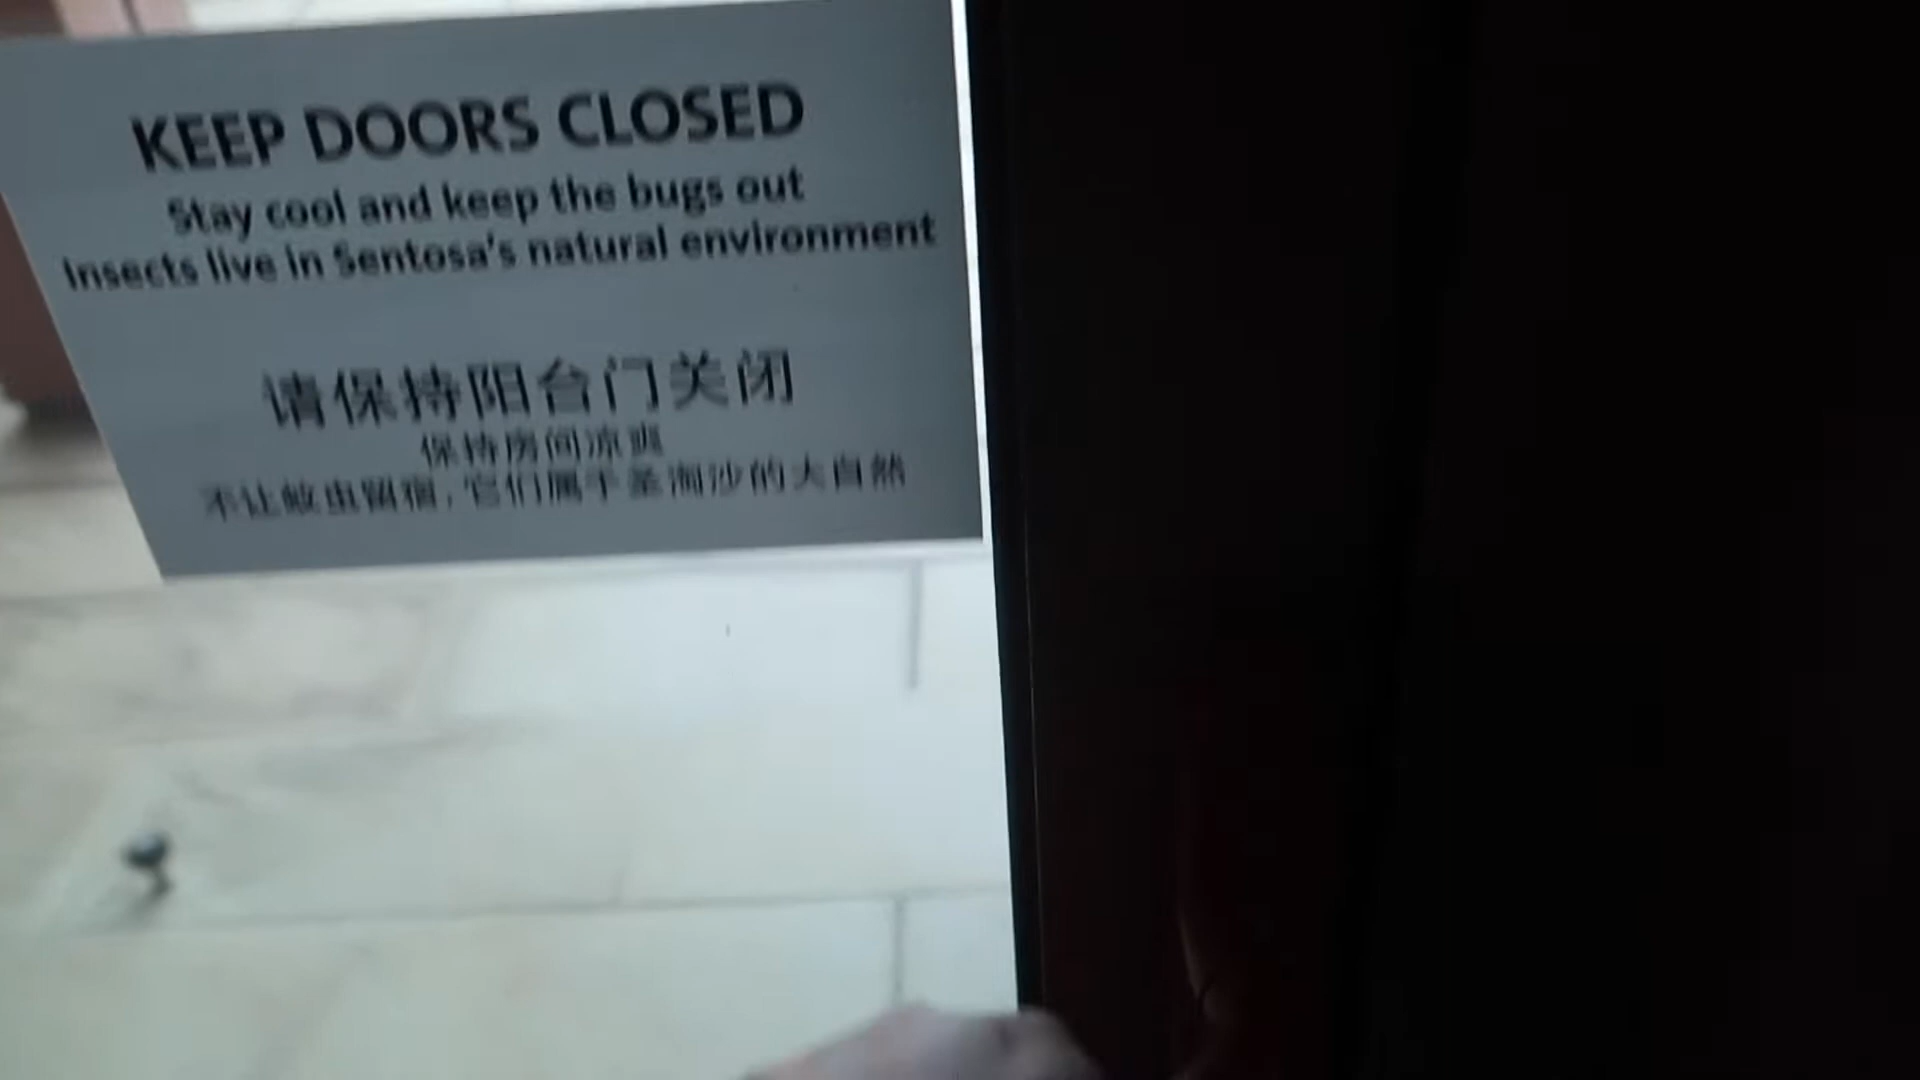 KEEP DOORS CLOSED
Stay cool and keep the bugs out
Insects live in Sentosa's natural environment
请保持阳台门关闭
保持房间凉爽
不让蚊虫留宿，它们属于圣淘沙的大自然